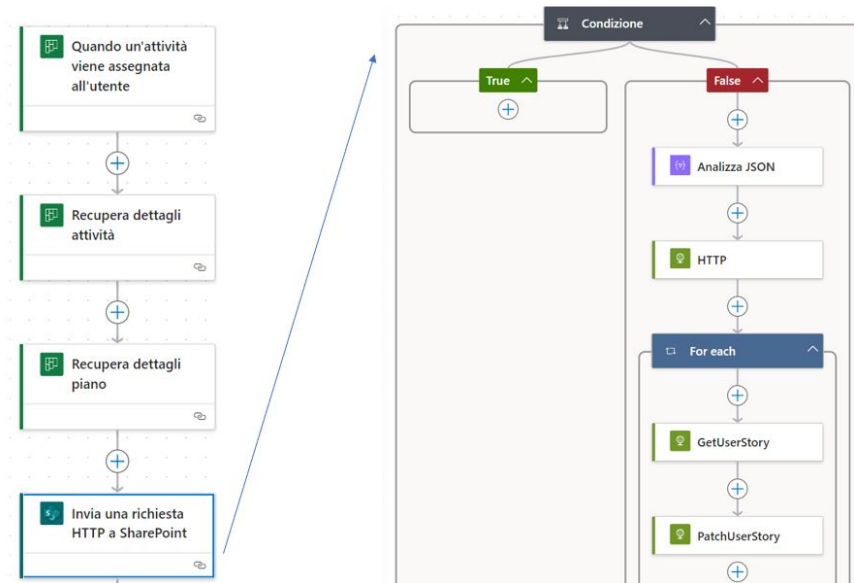 Quando un'attività
viene assegnata
all'utente
Recupera dettagli
attività
Recupera dettagli
piano
Invia una richiesta
HTTP a SharePoint
Condizione
True
False
Analizza JSON
HTTP
For each
GetUserStory
PatchUserStory